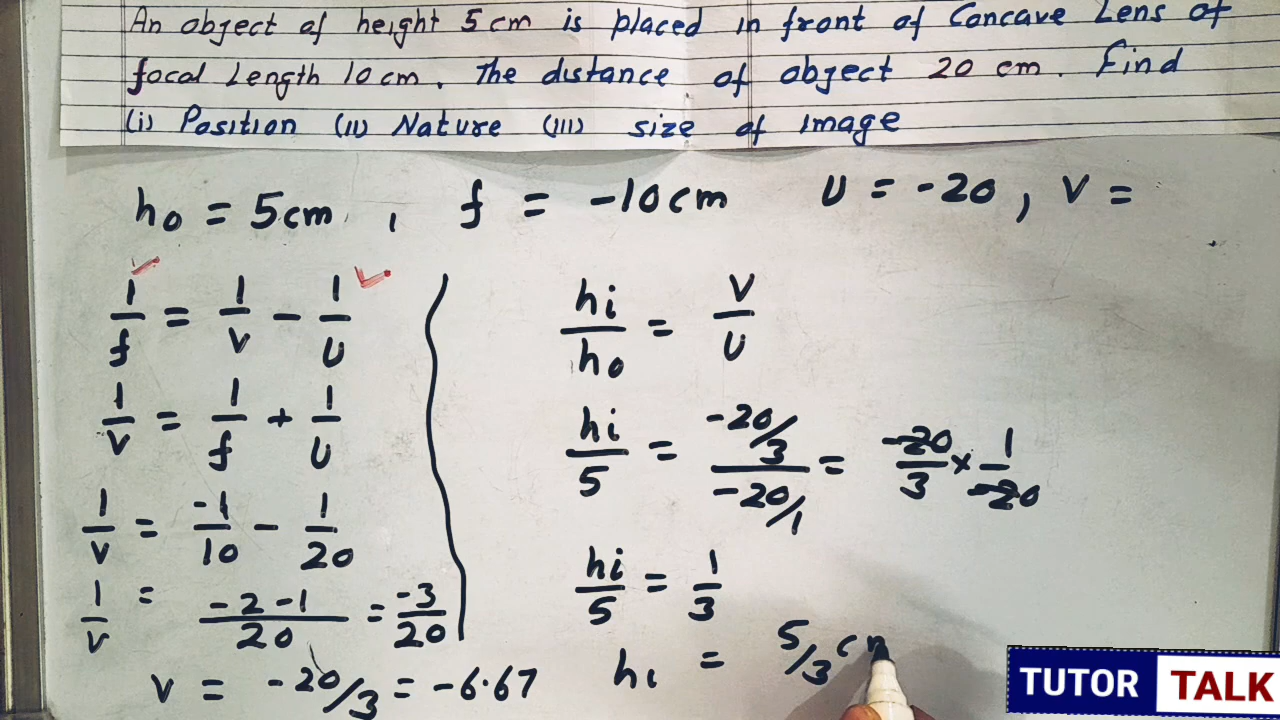 An object of height 5 cm is placed in front of Concave Lens of
focal Length 10 cm. The distance of object 20 cm. Find
(i) Position (ii) Nature (iii) size of image
ho = 5cm, f = -10cm U = -20, V =
1/f = 1/v - 1/U
1/v = 1/f + 1/U
1/v = -1/10 - 1/20
1/v = -2-1/20 = -3/20
v = -20/3 = -6.67
hi/ho = V/U
hi/5 = -20/3 / -20/1 = -20/3 × 1/-20
hi/5 = 1/3
hi = 5/3 cm
TUTOR TALK